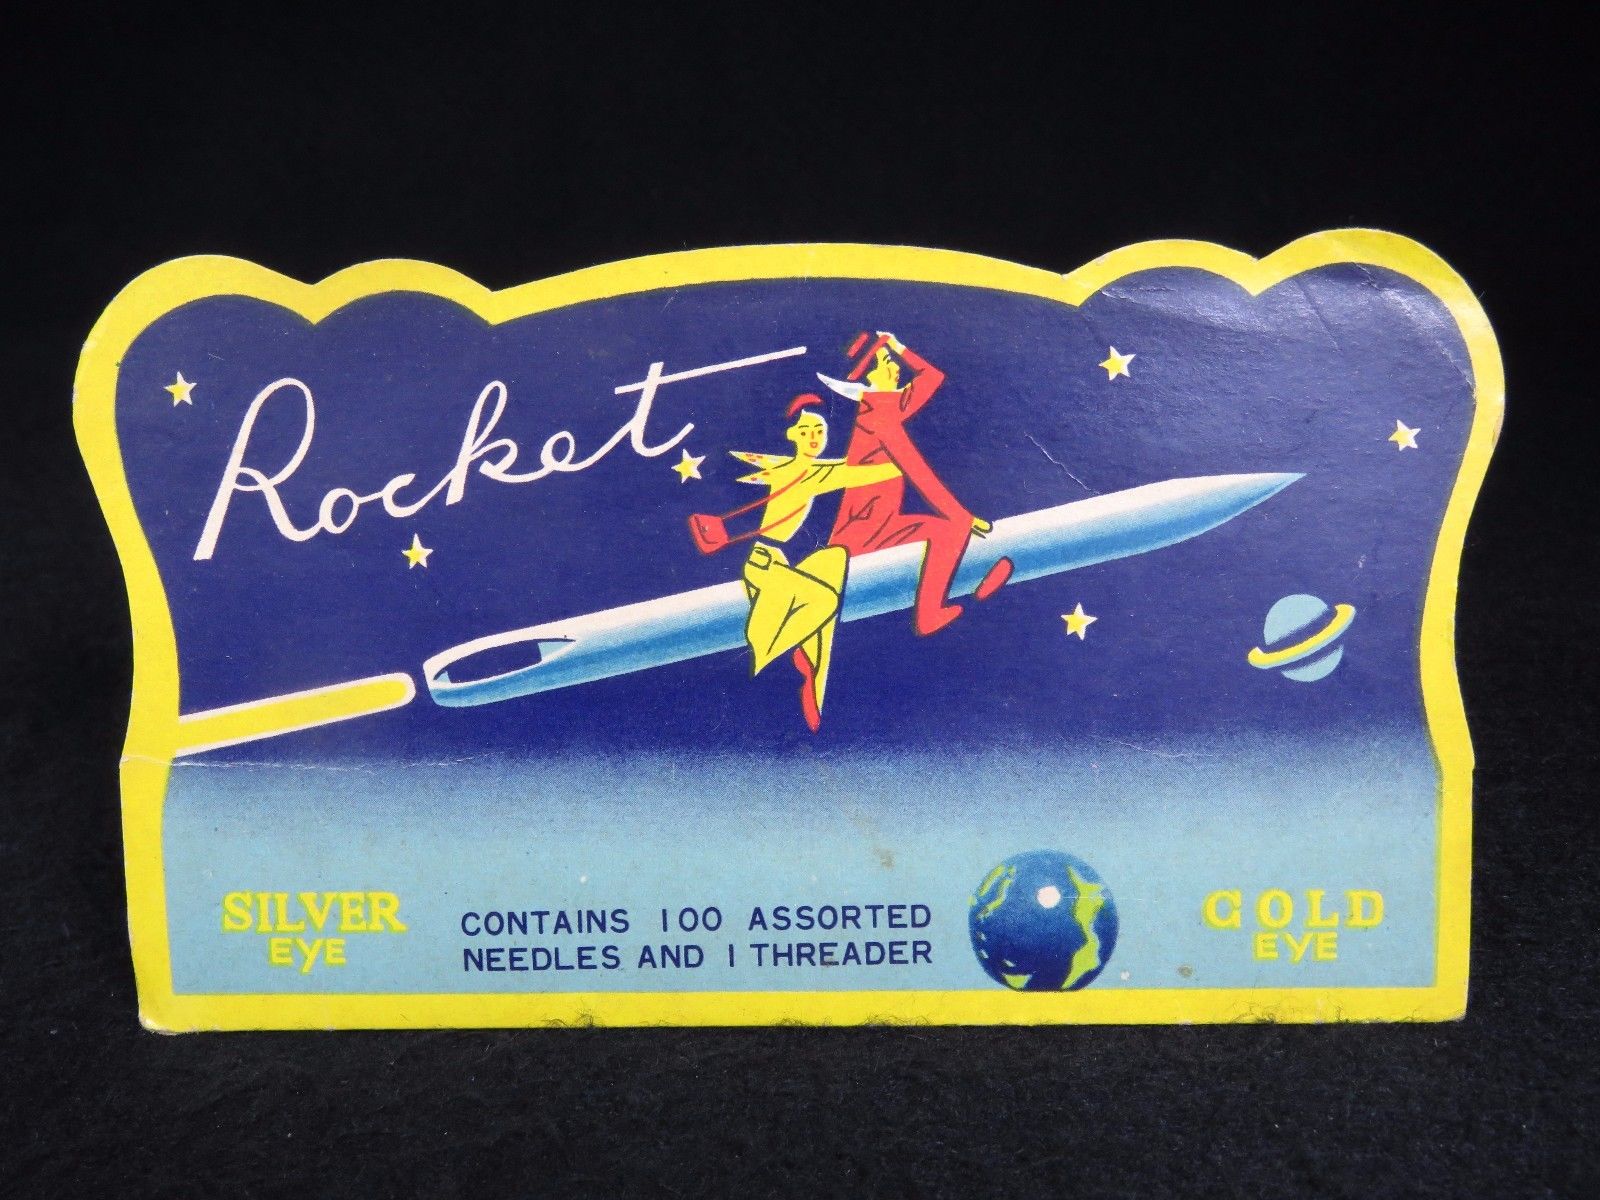 Rocket
SILVER
EYE
CONTAINS 100 ASSORTED
NEEDLES AND 1 THREADER
GOLD
EYE